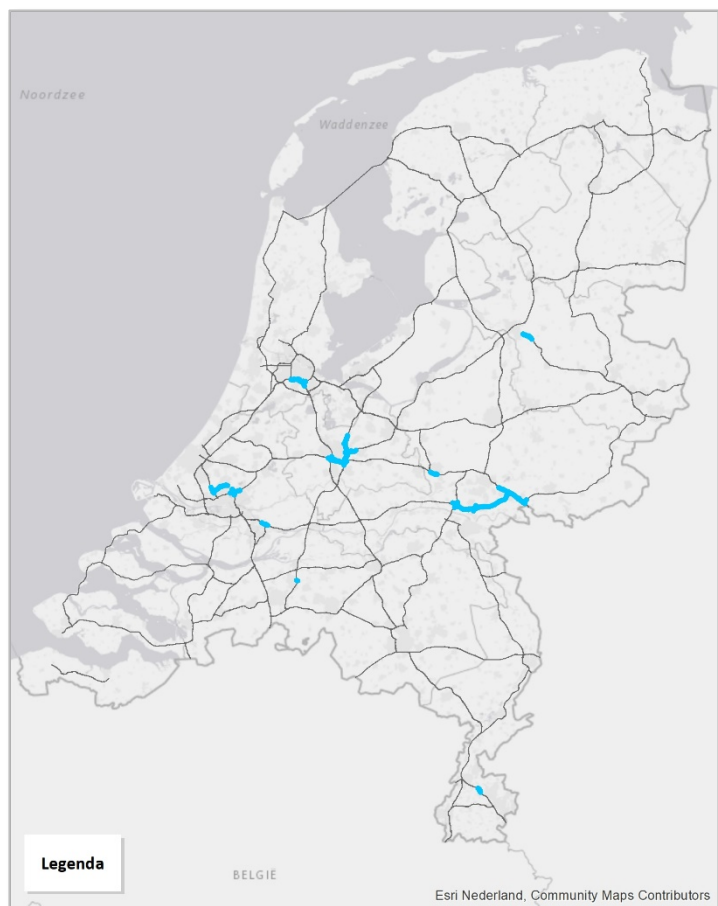 Noordzee
Waddenzee
Legenda
BELGIË
Esri Nederland, Community Maps Contributors